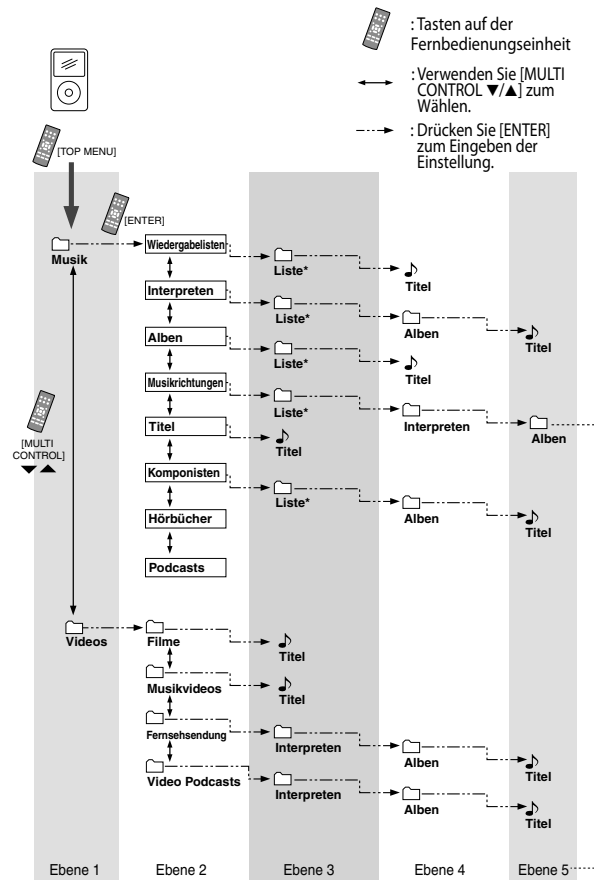 : Tasten auf der
Fernbedienungseinheit
: Verwenden Sie [MULTI
CONTROL ▼/▲] zum
Wählen.
: Drücken Sie [ENTER]
zum Eingeben der
Einstellung.
[TOP MENU]
[ENTER]
Musik
Wiedergabelisten
Liste*
Titel
Interpreten
Liste*
Alben
Titel
Alben
Liste*
Titel
Musikrichtungen
Liste*
Interpreten
Alben
Titel
Titel
[MULTI
CONTROL]
▼ ▲
Komponisten
Liste*
Alben
Titel
Hörbücher
Podcasts
Videos
Filme
Titel
Musikvideos
Titel
Fernsehsendung
Interpreten
Alben
Titel
Video Podcasts
Interpreten
Alben
Titel
Ebene 1 Ebene 2 Ebene 3 Ebene 4 Ebene 5